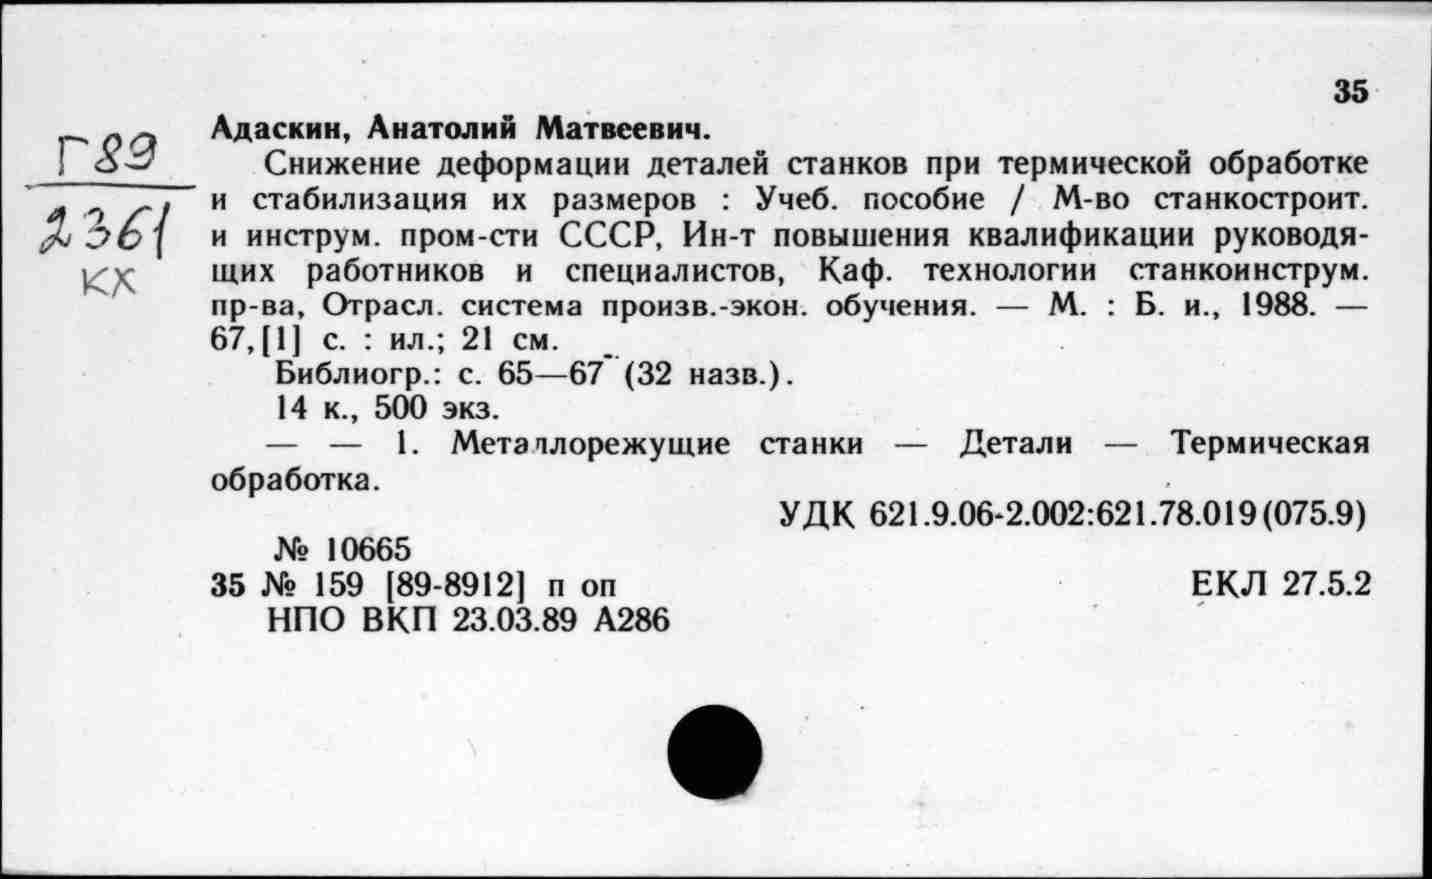 35
Г89
2361
КХ
Адаскин, Анатолий Матвеевич.
Снижение деформации деталей станков при термической обработке
и стабилизация их размеров : Учеб. пособие / М-во станкостроит.
и инструм. пром-сти СССР, Ин-т повышения квалификации руководя-
щих работников и специалистов, Каф. технологии станкоинструм.
пр-ва, Отрасл. система произв.-экон. обучения. — М. : Б. и., 1988. —
67,[1] с. : ил.; 21 см.
Библиогр.: с. 65—67 (32 назв.).
14 к., 500 экз.
— — 1. Металлорежущие станки — Детали — Термическая
обработка.
УДК 621.9.06-2.002:621.78.019(075.9)
№ 10665
35 № 159 [89-8912] п оп ЕКЛ 27.5.2
НПО ВКП 23.03.89 А286